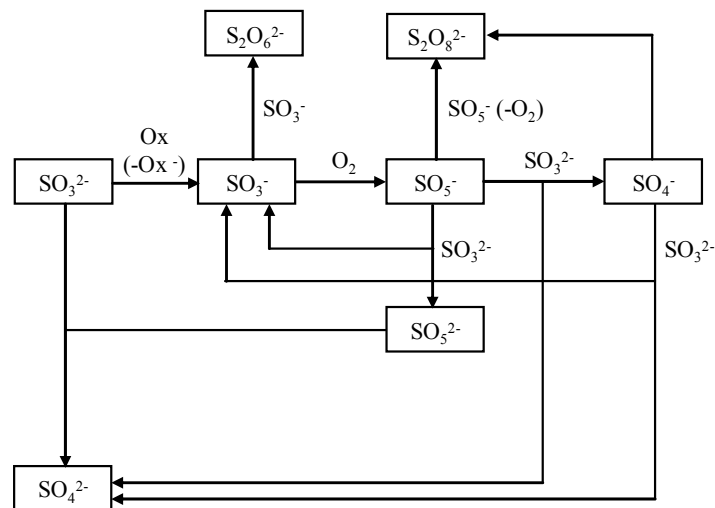 S₂O₆²⁻
S₂O₈²⁻
SO₃⁻
SO₅⁻ (-O₂)
Ox
(-Ox ⁻)
O₂
SO₃²⁻
SO₃²⁻
SO₃⁻
SO₅⁻
SO₄⁻
SO₃²⁻
SO₃²⁻
SO₅²⁻
SO₄²⁻